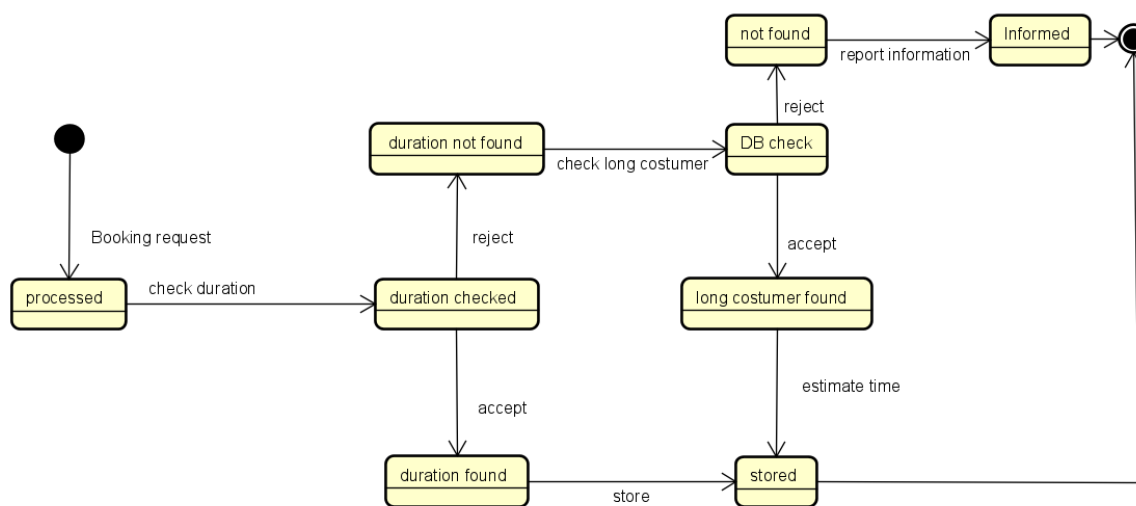 not found
Informed
report information
reject
duration not found
DB check
check long costumer
Booking request
reject
accept
processed
check duration
duration checked
long costumer found
estimate time
accept
duration found
stored
store